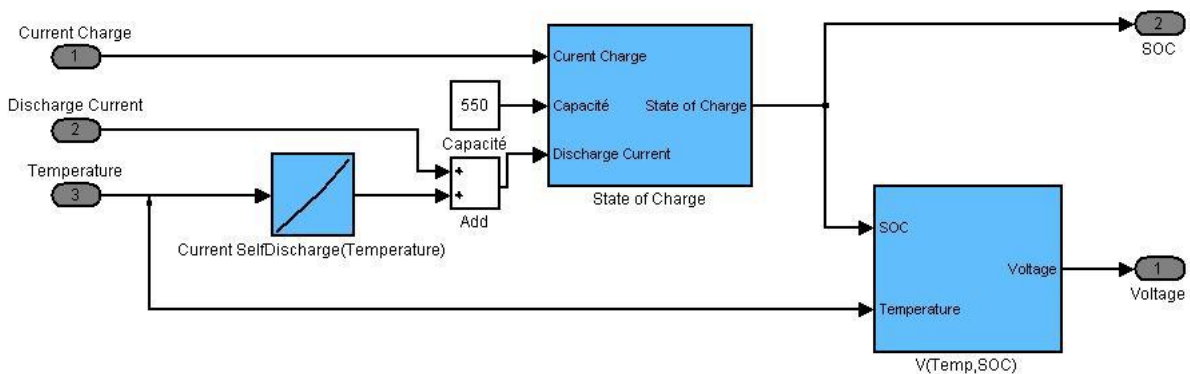 Current Charge
1
Discharge Current
2
Temperature
3
Current SelfDischarge(Temperature)
550
Capacité
+
+
Add
Curent Charge
Capacité
Discharge Current
State of Charge
State of Charge
2
SOC
SOC
Temperature
Voltage
V(Temp,SOC)
1
Voltage